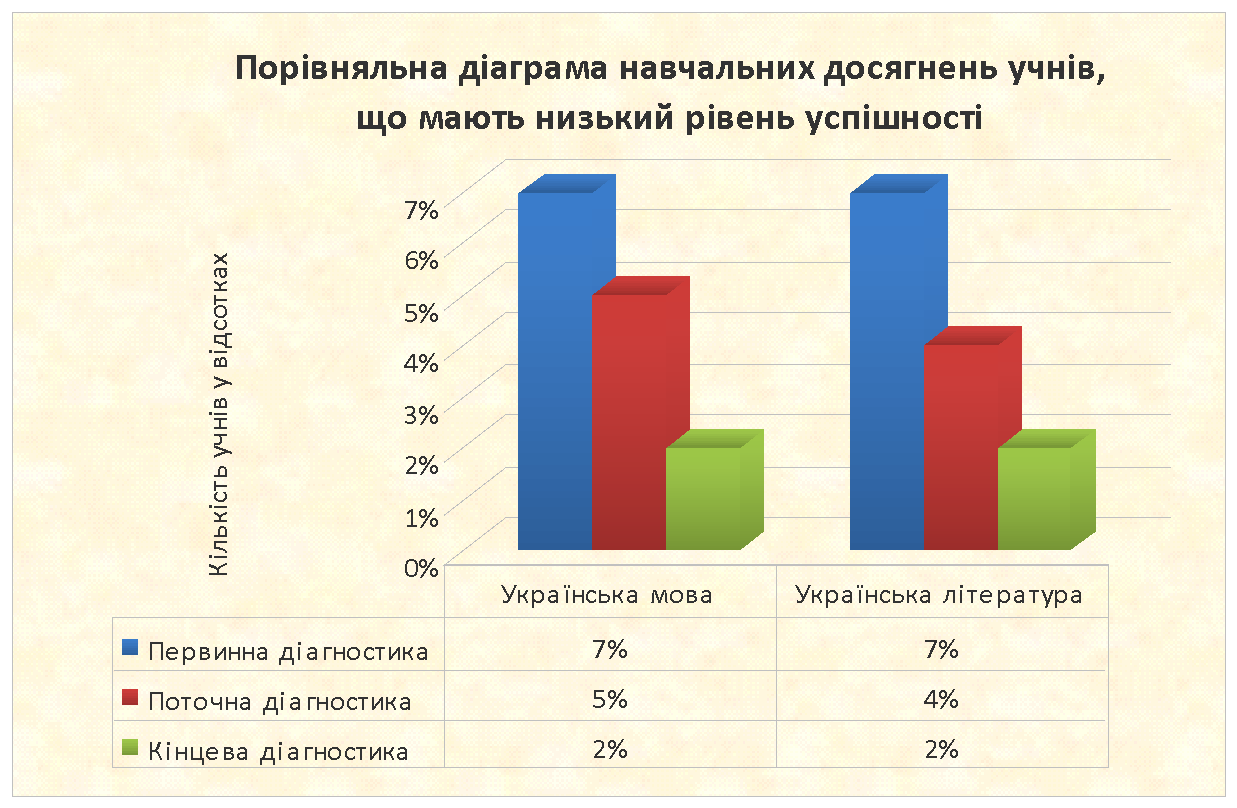 Порівняльна діаграма навчальних досягнень учнів,
що мають низький рівень успішності
Кількість учнів у відсотках
7%
6%
5%
4%
3%
2%
1%
0%
Українська мова Українська література
Первинна діагностика 7% 7%
Поточна діагностика 5% 4%
Кінцева діагностика 2% 2%